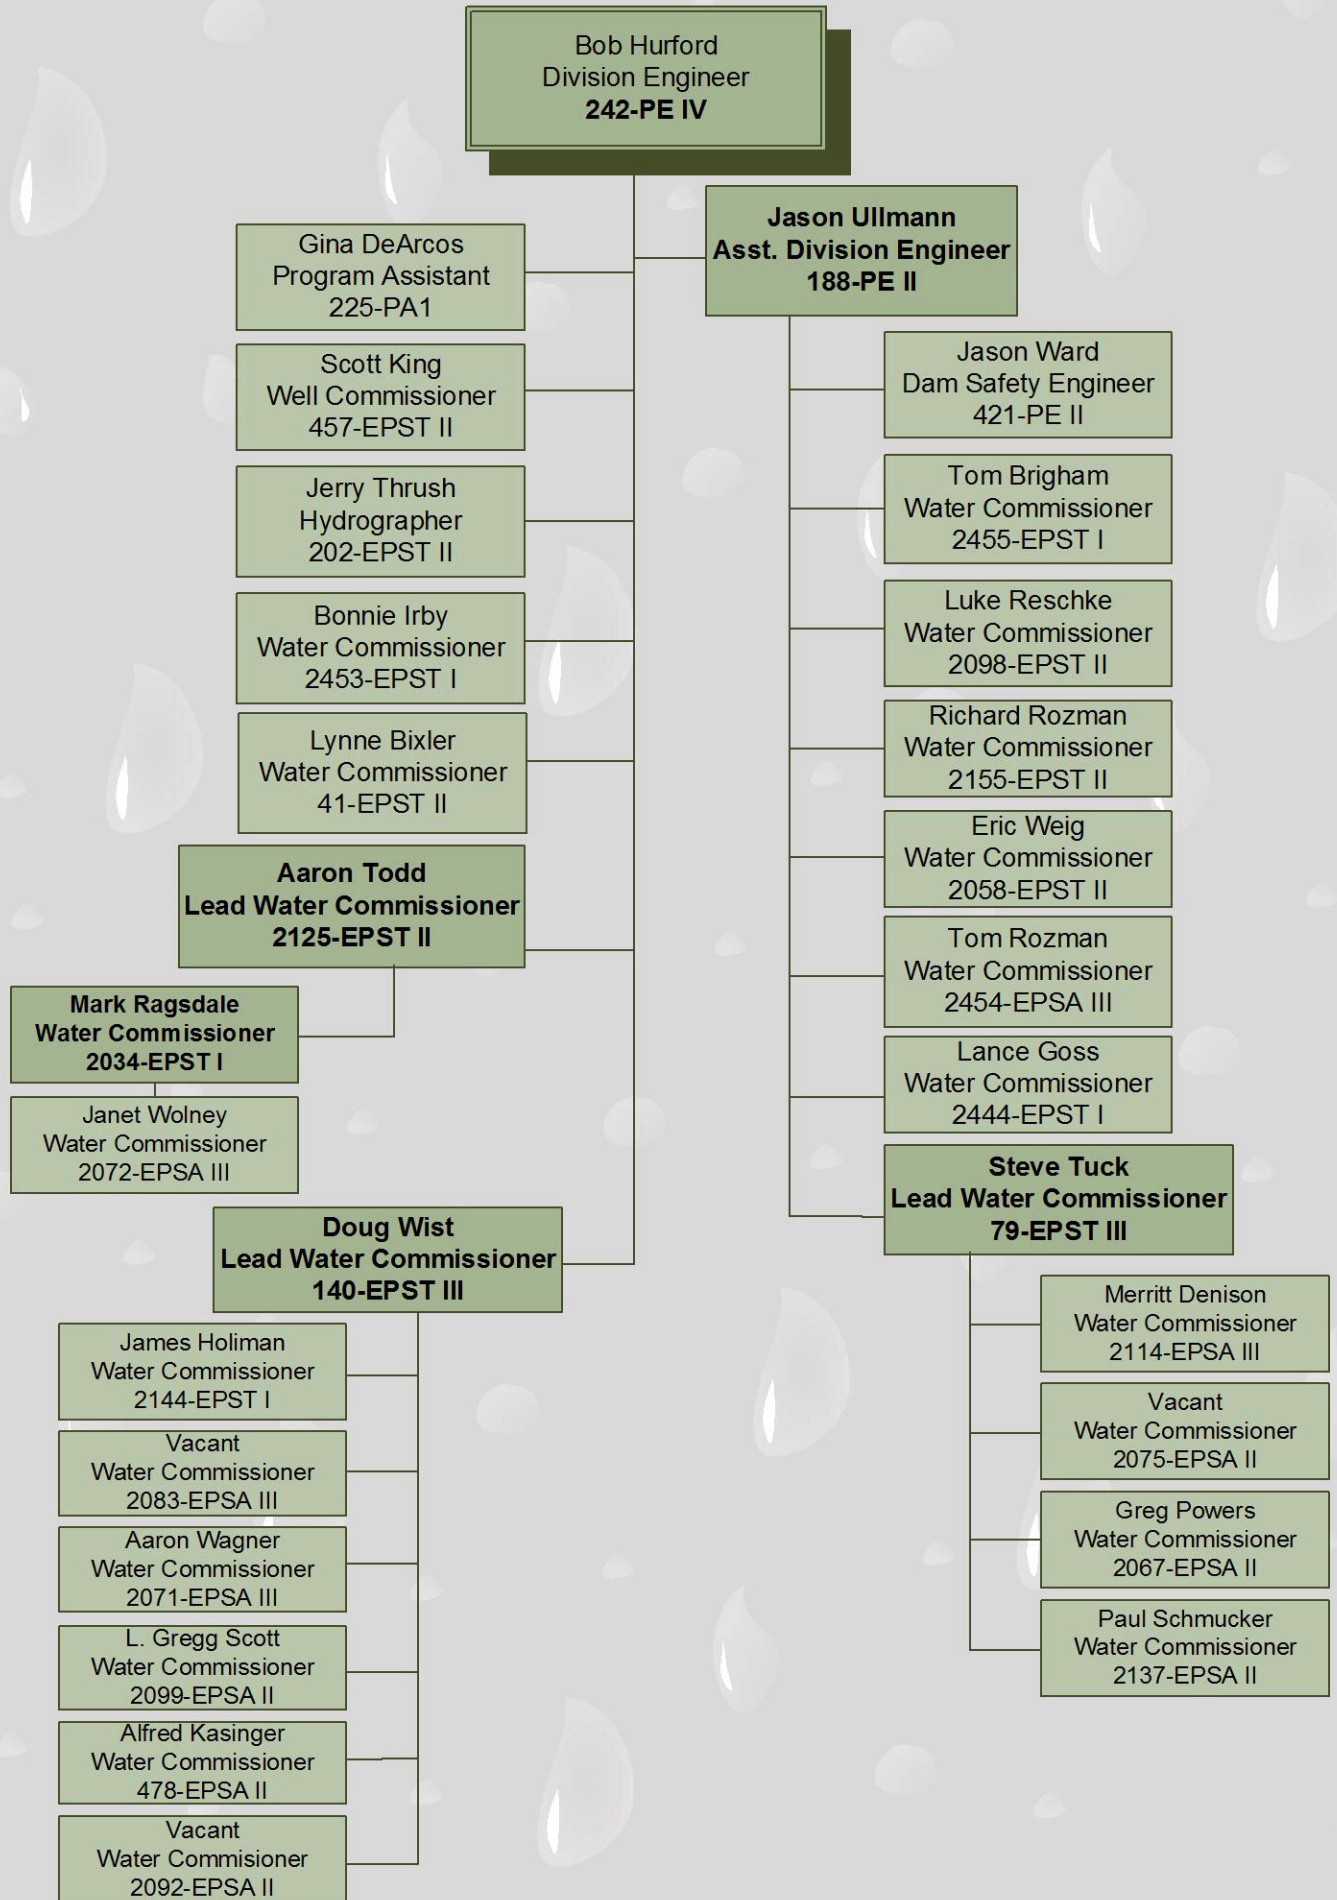 Bob Hurford
Division Engineer
242-PE IV
Jason Ullmann
Asst. Division Engineer
188-PE II
Gina DeArcos
Program Assistant
225-PA1
Scott King
Well Commissioner
457-EPST II
Jerry Thrush
Hydrographer
202-EPST II
Bonnie Irby
Water Commissioner
2453-EPST I
Lynne Bixler
Water Commissioner
41-EPST II
Aaron Todd
Lead Water Commissioner
2125-EPST II
Mark Ragsdale
Water Commissioner
2034-EPST I
Janet Wolney
Water Commissioner
2072-EPSA III
Doug Wist
Lead Water Commissioner
140-EPST III
James Holiman
Water Commissioner
2144-EPST I
Vacant
Water Commissioner
2083-EPSA III
Aaron Wagner
Water Commissioner
2071-EPSA III
L. Gregg Scott
Water Commissioner
2099-EPSA II
Alfred Kasinger
Water Commissioner
478-EPSA II
Vacant
Water Commisioner
2092-EPSA II
Jason Ward
Dam Safety Engineer
421-PE II
Tom Brigham
Water Commissioner
2455-EPST I
Luke Reschke
Water Commissioner
2098-EPST II
Richard Rozman
Water Commissioner
2155-EPST II
Eric Weig
Water Commissioner
2058-EPST II
Tom Rozman
Water Commissioner
2454-EPSA III
Lance Goss
Water Commissioner
2444-EPST I
Steve Tuck
Lead Water Commissioner
79-EPST III
Merritt Denison
Water Commissioner
2114-EPSA III
Vacant
Water Commissioner
2075-EPSA II
Greg Powers
Water Commissioner
2067-EPSA II
Paul Schmucker
Water Commissioner
2137-EPSA II